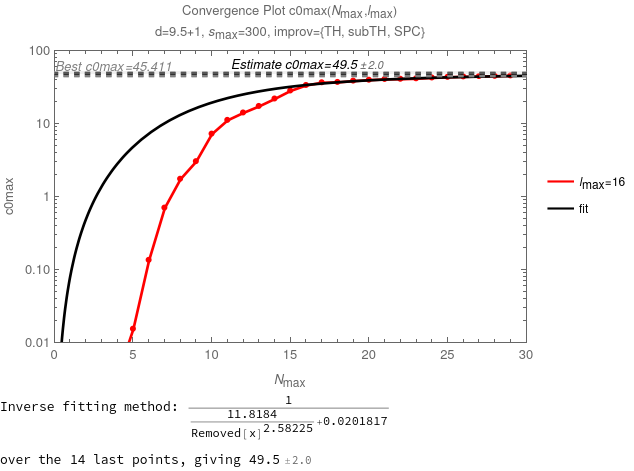 Convergence Plot c0max(Nmax,lmax)
d=9.5+1, smax=300, improv={TH, subTH, SPC}
Best c0max=45.411
Estimate c0max=49.5 ±2.0
100
10
1
0.10
0.01
c0max
0 5 10 15 20 25 30
Nmax
lmax=16
fit
Inverse fitting method: 1
11.8184
Removed[x]2.58225 +0.0201817
over the 14 last points, giving 49.5 ±2.0